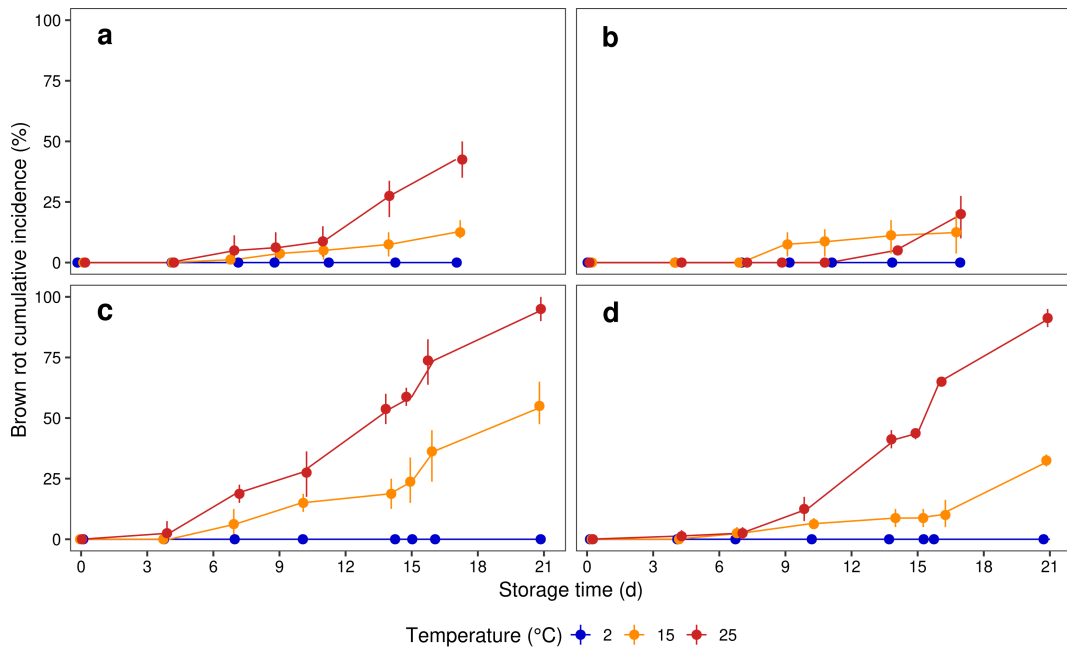 a
b
100
75
50
25
0
c
d
100
75
50
25
0
Brown rot cumulative incidence (%)
0 3 6 9 12 15 18 21 0 3 6 9 12 15 18 21
Storage time (d)
Temperature (°C) 2 15 25